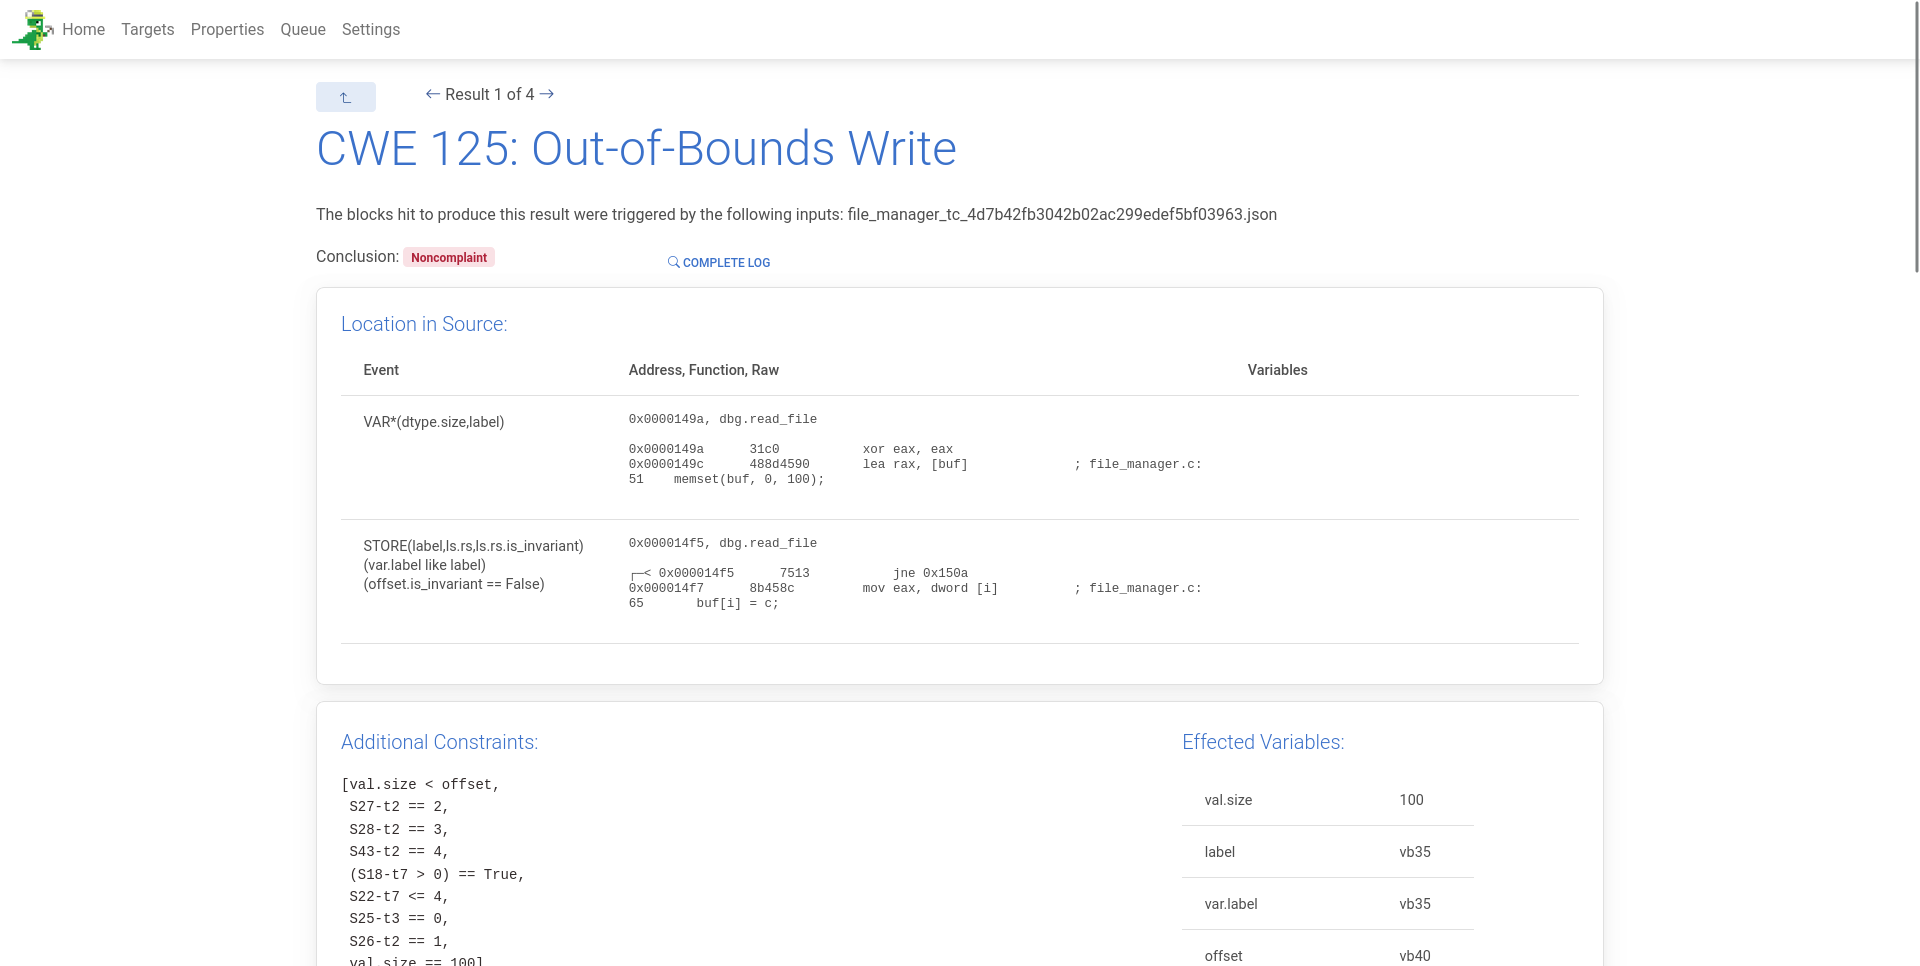 Home Targets Properties Queue Settings
Result 1 of 4
CWE 125: Out-of-Bounds Write
The blocks hit to produce this result were triggered by the following inputs: file_manager_tc_4d7b42fb3042b02ac299edef5bf03963.json
Conclusion: Noncomplaint COMPLETE LOG
Location in Source:
Event Address, Function, Raw Variables
VAR*(dtype.size,label)
0x0000149a, dbg.read_file
0x0000149a 31c0 xor eax, eax
0x0000149c 488d4590 lea rax, [buf] ; file_manager.c:
51 memset(buf, 0, 100);
STORE(label,ls.rs,ls.rs.is_invariant)
(var.label like label)
(offset.is_invariant == False)
0x000014f5, dbg.read_file
┌─< 0x000014f5 7513 jne 0x150a
0x000014f7 8b458c mov eax, dword [i] ; file_manager.c:
65 buf[i] = c;
Additional Constraints:
[val.size < offset,
S27-t2 == 2,
S28-t2 == 3,
S43-t2 == 4,
(S18-t7 > 0) == True,
S22-t7 <= 4,
S25-t3 == 0,
S26-t2 == 1,
val.size == 100]
Effected Variables:
val.size 100
label vb35
var.label vb35
offset vb40